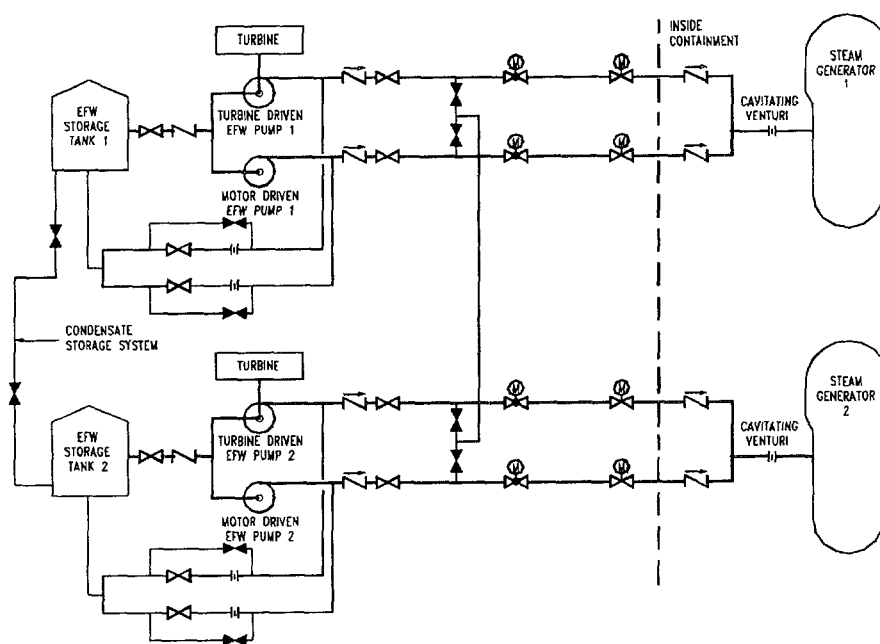 TURBINE
EFW
STORAGE
TANK 1
TURBINE DRIVEN
EFW PUMP 1
MOTOR DRIVEN
EFW PUMP 1
M
M
M
M
INSIDE
CONTAINMENT
CAVITATING
VENTURI
STEAM
GENERATOR
1
CONDENSATE
STORAGE SYSTEM
TURBINE
EFW
STORAGE
TANK 2
TURBINE DRIVEN
EFW PUMP 2
MOTOR DRIVEN
EFW PUMP 2
M
M
M
M
CAVITATING
VENTURI
STEAM
GENERATOR
2